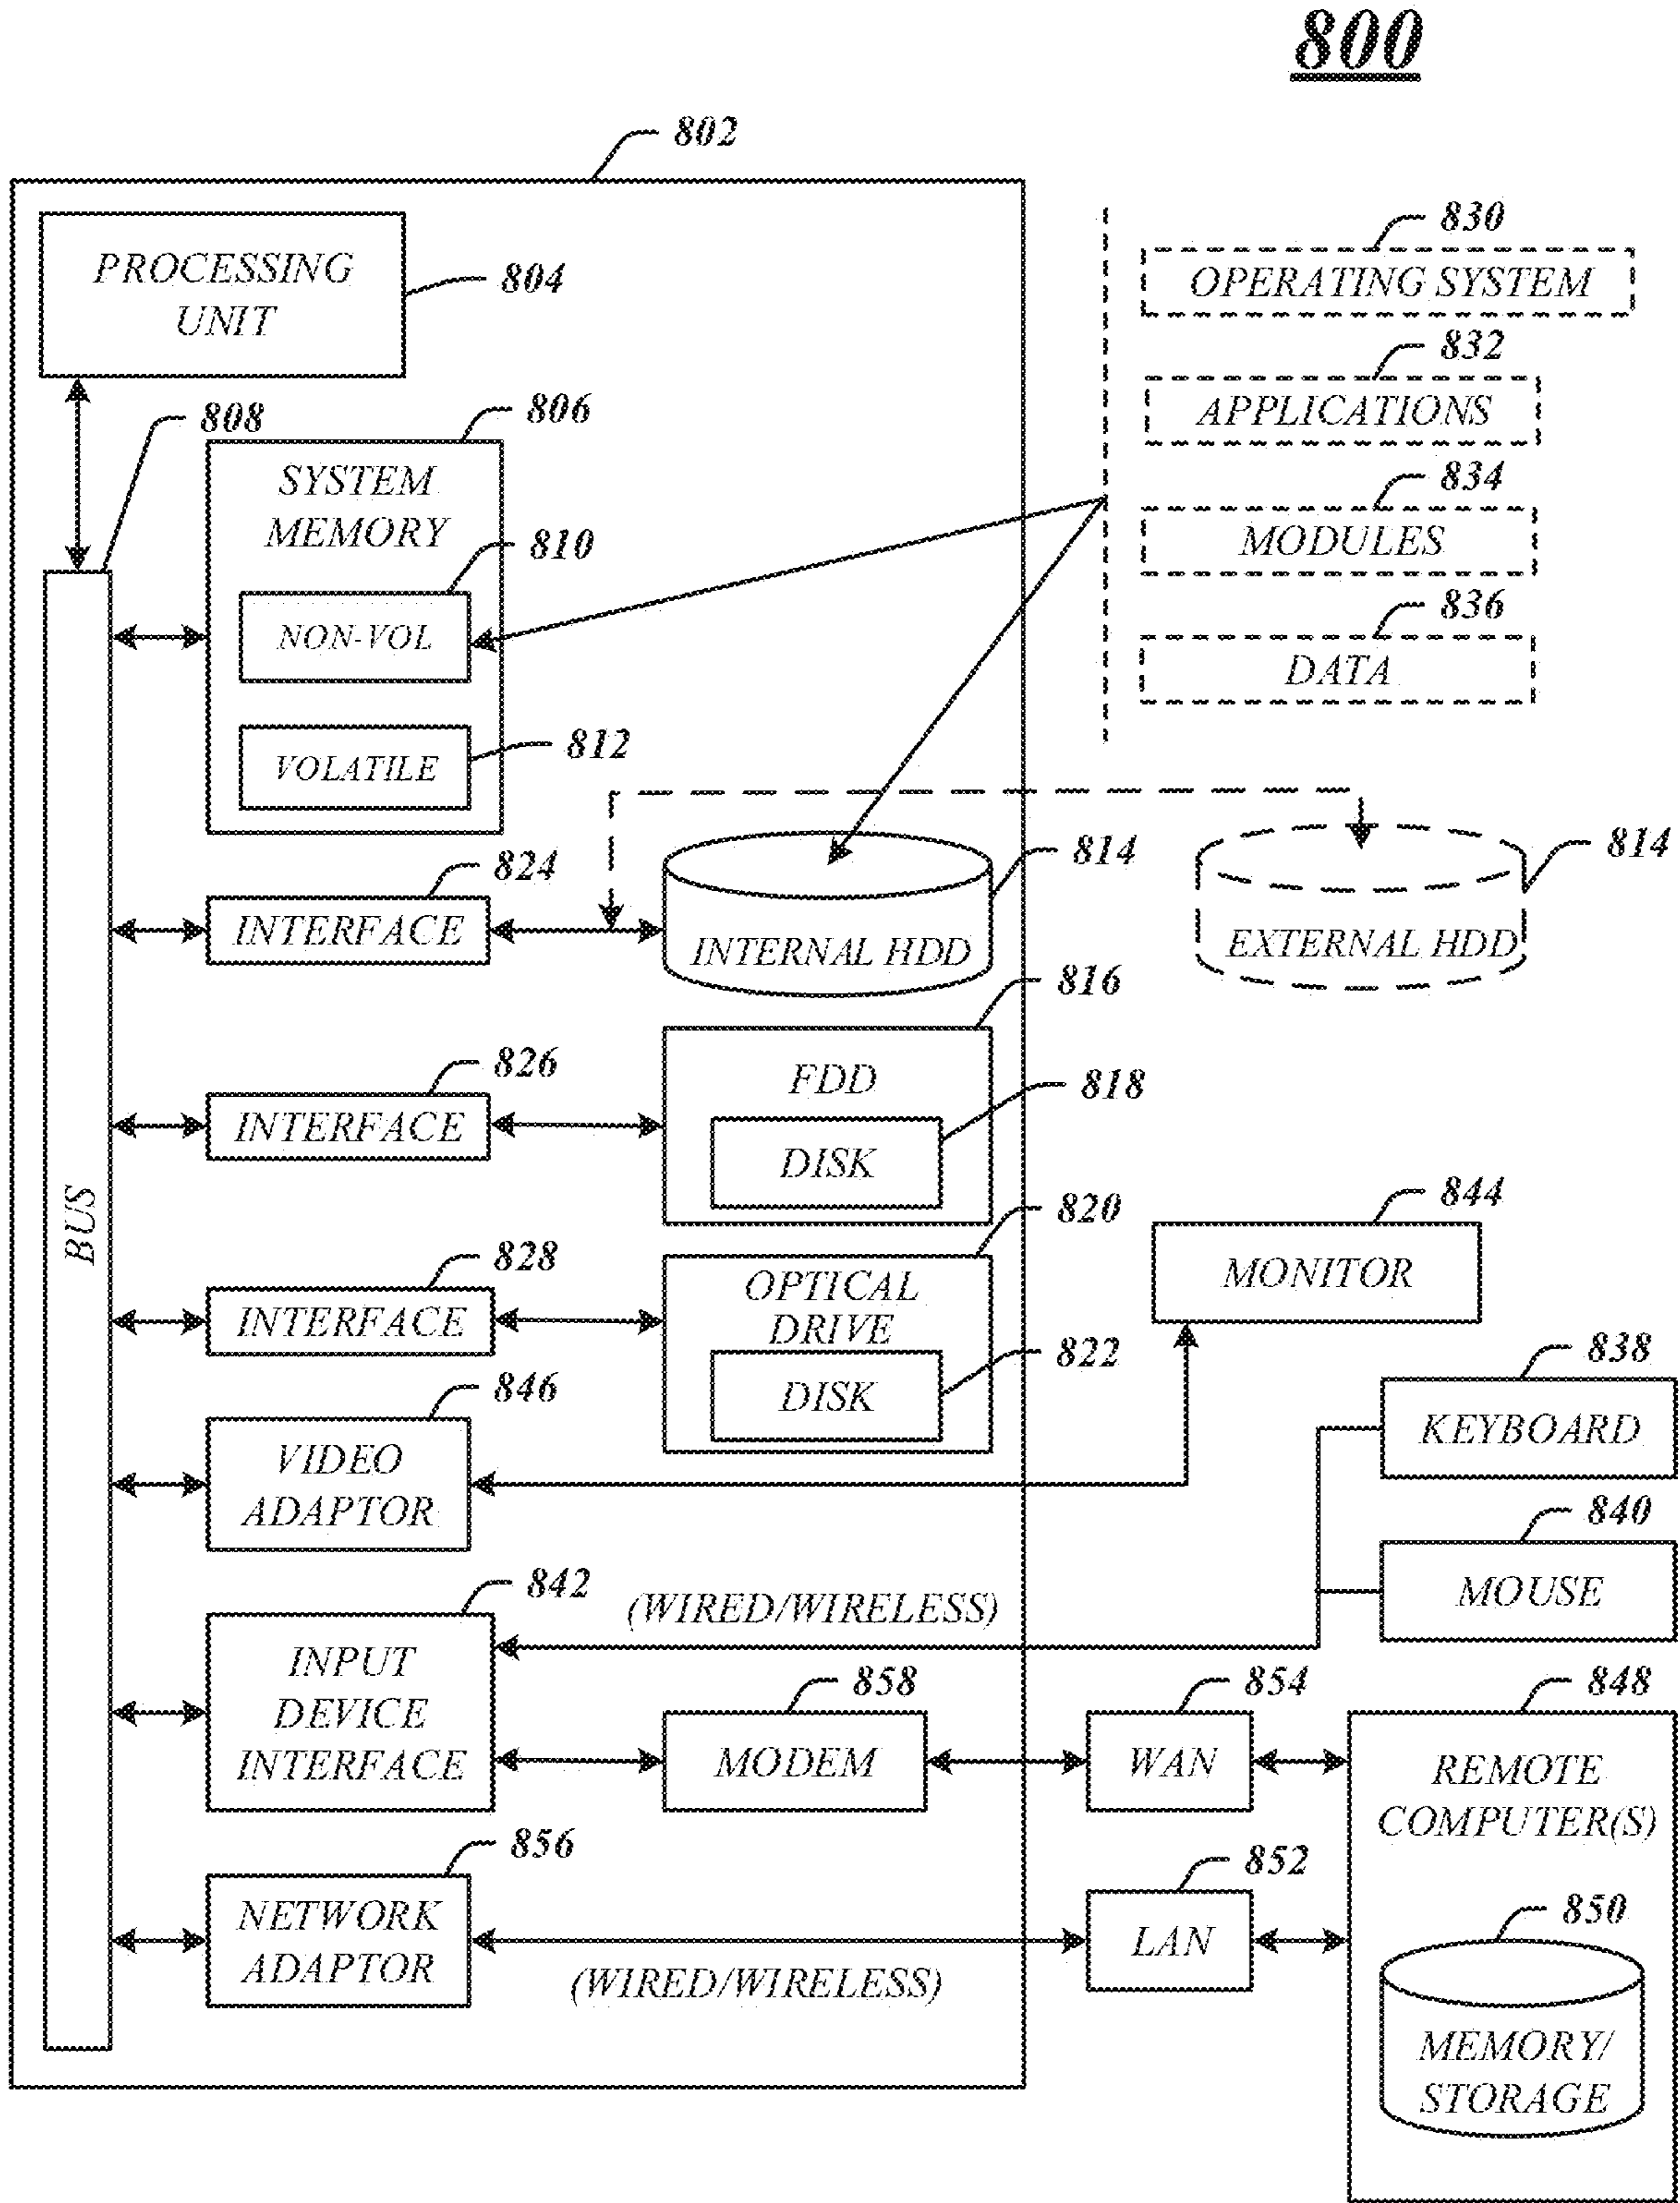 800
802
PROCESSING
UNIT
804
830
OPERATING SYSTEM
832
APPLICATIONS
834
MODULES
836
DATA
808
806
SYSTEM
MEMORY
810
NON-VOL
812
VOLATILE
824
INTERFACE
814
INTERNAL HDD
814
EXTERNAL HDD
826
INTERFACE
816
FDD
818
DISK
BUS
828
INTERFACE
820
OPTICAL
DRIVE
822
DISK
844
MONITOR
846
VIDEO
ADAPTOR
838
KEYBOARD
840
MOUSE
842
INPUT
DEVICE
INTERFACE
(WIRED/WIRELESS)
858
MODEM
854
WAN
848
REMOTE
COMPUTER(S)
856
NETWORK
ADAPTOR
(WIRED/WIRELESS)
852
LAN
850
MEMORY/
STORAGE